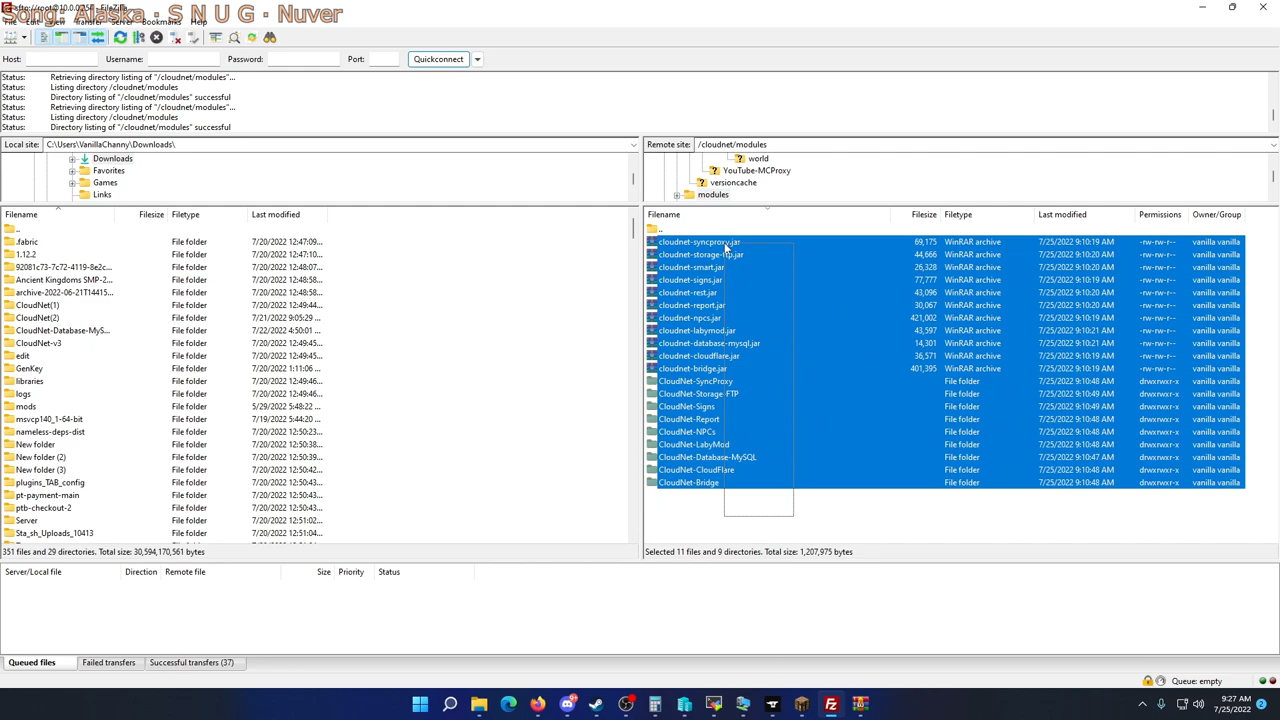 Song: Alaska · S N U G · Nuver
File Edit View Transfer Server Bookmarks Help
Host: Username: Password: Port: Quickconnect
Status: Retrieving directory listing of "/cloudnet/modules"...
Status: Listing directory /cloudnet/modules
Status: Directory listing of "/cloudnet/modules" successful
Status: Retrieving directory listing of "/cloudnet/modules"...
Status: Listing directory /cloudnet/modules
Status: Directory listing of "/cloudnet/modules" successful
Local site: C:\Users\VanillaChanny\Downloads\
Downloads
Favorites
Games
Links
Remote site: /cloudnet/modules
world
YouTube-MCProxy
versioncache
modules
Filename Filesize Filetype Last modified
..
.fabric File folder 7/20/2022 12:47:09...
1.12.2 File folder 7/20/2022 12:47:10...
92081c73-7c72-4119-8e2c... File folder 7/20/2022 12:48:07...
Ancient Kingdoms SMP-2... File folder 7/20/2022 12:48:58...
archive-2022-06-21T14415... File folder 7/20/2022 12:48:58...
CloudNet(1) File folder 7/20/2022 12:49:44...
CloudNet(2) File folder 7/21/2022 9:05:29 ...
CloudNet-Database-MyS... File folder 7/22/2022 4:50:01 ...
CloudNet-v3 File folder 7/20/2022 12:49:45...
edit File folder 7/20/2022 12:49:45...
GenKey File folder 7/20/2022 1:11:06 ...
libraries File folder 7/20/2022 12:49:46...
logs File folder 7/20/2022 12:49:46...
mods File folder 5/29/2022 5:48:22 ...
msvcp140_1-64-bit File folder 7/19/2022 5:44:20 ...
nameless-deps-dist File folder 7/20/2022 12:50:23...
New folder File folder 7/20/2022 12:50:38...
New folder (2) File folder 7/20/2022 12:50:39...
New folder (3) File folder 7/20/2022 12:50:42...
plugins_TAB_config File folder 7/20/2022 12:50:43...
pt-payment-main File folder 7/20/2022 12:50:43...
ptb-checkout-2 File folder 7/20/2022 12:50:43...
Server File folder 7/20/2022 12:51:02...
Sta_sh_Uploads_10413 File folder 7/20/2022 12:51:04...
351 files and 29 directories. Total size: 30,594,170,561 bytes
Filename Filesize Filetype Last modified Permissions Owner/Group
..
cloudnet-syncproxy.jar 69,175 WinRAR archive 7/25/2022 9:10:19 AM -rw-rw-r-- vanilla vanilla
cloudnet-storage-ftp.jar 44,666 WinRAR archive 7/25/2022 9:10:20 AM -rw-rw-r-- vanilla vanilla
cloudnet-smart.jar 26,328 WinRAR archive 7/25/2022 9:10:20 AM -rw-rw-r-- vanilla vanilla
cloudnet-signs.jar 77,777 WinRAR archive 7/25/2022 9:10:19 AM -rw-rw-r-- vanilla vanilla
cloudnet-rest.jar 43,096 WinRAR archive 7/25/2022 9:10:20 AM -rw-rw-r-- vanilla vanilla
cloudnet-report.jar 30,067 WinRAR archive 7/25/2022 9:10:20 AM -rw-rw-r-- vanilla vanilla
cloudnet-npcs.jar 421,002 WinRAR archive 7/25/2022 9:10:20 AM -rw-rw-r-- vanilla vanilla
cloudnet-labymod.jar 43,597 WinRAR archive 7/25/2022 9:10:21 AM -rw-rw-r-- vanilla vanilla
cloudnet-database-mysql.jar 14,301 WinRAR archive 7/25/2022 9:10:21 AM -rw-rw-r-- vanilla vanilla
cloudnet-cloudflare.jar 36,571 WinRAR archive 7/25/2022 9:10:19 AM -rw-rw-r-- vanilla vanilla
cloudnet-bridge.jar 401,395 WinRAR archive 7/25/2022 9:10:19 AM -rw-rw-r-- vanilla vanilla
CloudNet-SyncProxy File folder 7/25/2022 9:10:49 AM drwxrwxr-x vanilla vanilla
CloudNet-Storage-FTP File folder 7/25/2022 9:10:49 AM drwxrwxr-x vanilla vanilla
CloudNet-Signs File folder 7/25/2022 9:10:49 AM drwxrwxr-x vanilla vanilla
CloudNet-Report File folder 7/25/2022 9:10:49 AM drwxrwxr-x vanilla vanilla
CloudNet-NPCs File folder 7/25/2022 9:10:48 AM drwxrwxr-x vanilla vanilla
CloudNet-LabyMod File folder 7/25/2022 9:10:48 AM drwxrwxr-x vanilla vanilla
CloudNet-Database-MySQL File folder 7/25/2022 9:10:47 AM drwxrwxr-x vanilla vanilla
CloudNet-CloudFlare File folder 7/25/2022 9:10:48 AM drwxrwxr-x vanilla vanilla
CloudNet-Bridge File folder 7/25/2022 9:10:48 AM drwxrwxr-x vanilla vanilla
Selected 11 files and 9 directories. Total size: 1,207,975 bytes
Server/Local file Direction Remote file Size Priority Status
Queued files Failed transfers Successful transfers (37)
Queue: empty
9:27 AM
7/25/2022